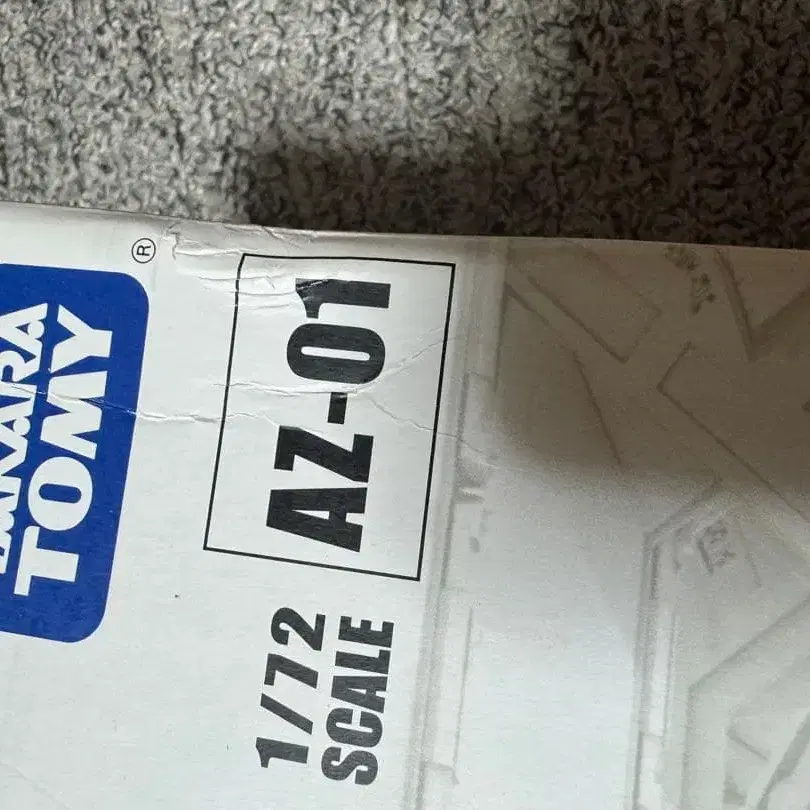 TAKARA
TOMY
®
AZ-01
1/72
SCALE